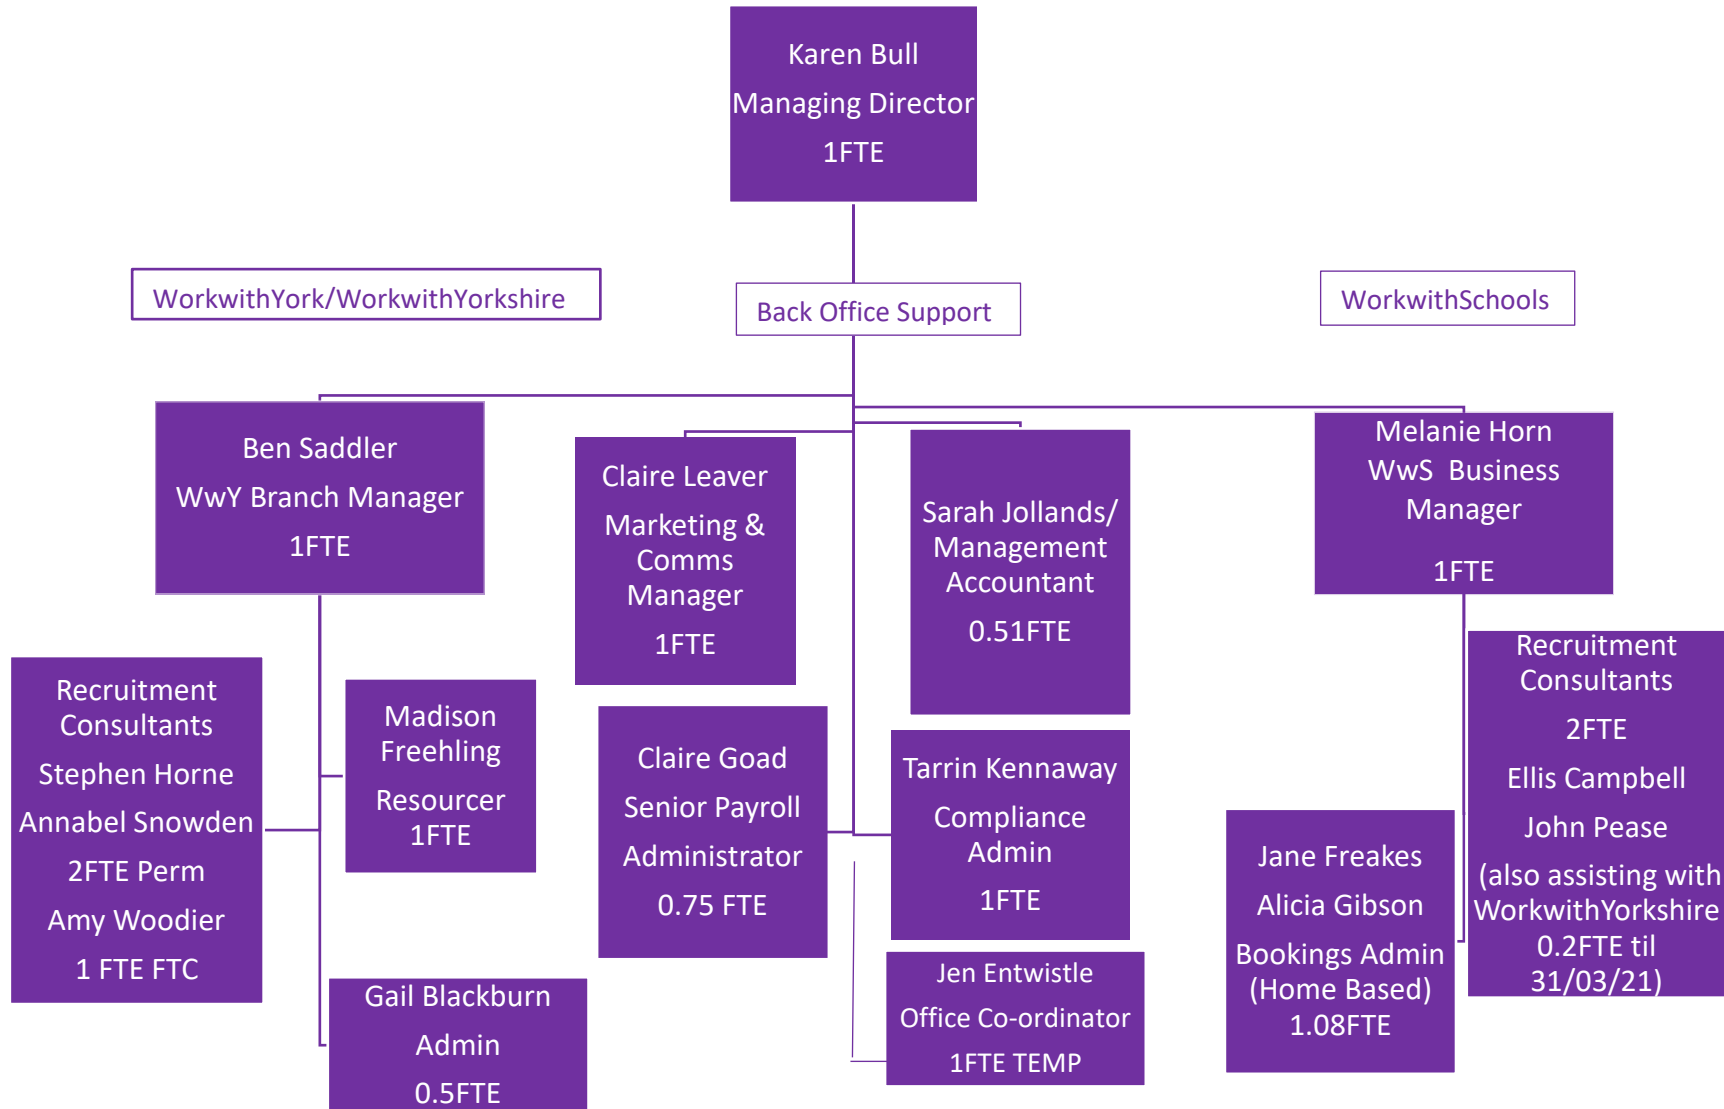 Karen Bull
Managing Director
1FTE
WorkwithYork/WorkwithYorkshire
Back Office Support
WorkwithSchools
Ben Saddler
WwY Branch Manager
1FTE
Claire Leaver
Marketing &
Comms
Manager
1FTE
Sarah Jollands/
Management
Accountant
0.51FTE
Melanie Horn
WwS  Business
Manager
1FTE
Recruitment
Consultants
Stephen Horne
Annabel Snowden
2FTE Perm
Amy Woodier
1 FTE FTC
Madison
Freehling
Resourcer
1FTE
Gail Blackburn
Admin
0.5FTE
Claire Goad
Senior Payroll
Administrator
0.75 FTE
Tarrin Kennaway
Compliance
Admin
1FTE
Jen Entwistle
Office Co-ordinator
1FTE TEMP
Jane Freakes
Alicia Gibson
Bookings Admin
(Home Based)
1.08FTE
Recruitment
Consultants
2FTE
Ellis Campbell
John Pease
(also assisting with
WorkwithYorkshire
0.2FTE til
31/03/21)